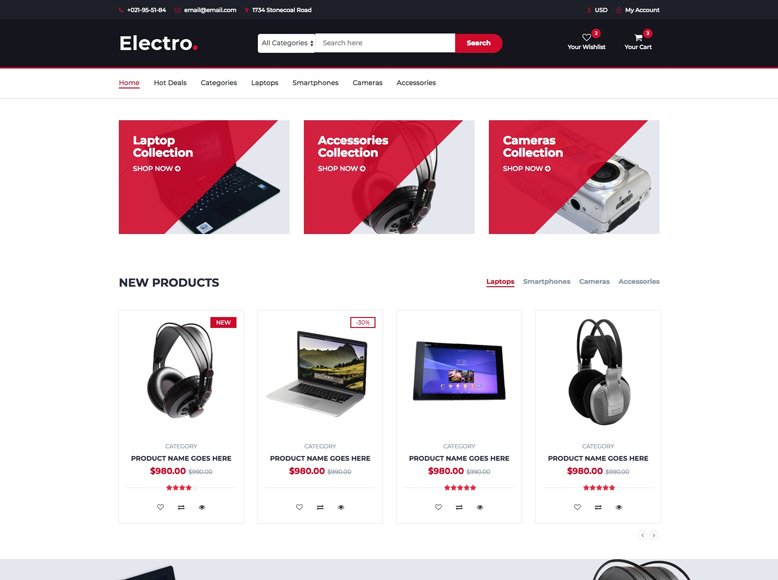 +021-95-51-84 email@email.com 1734 Stonecoal Road USD My Account
Electro.
All Categories Search here Search
2 3
Your Wishlist Your Cart
Home Hot Deals Categories Laptops Smartphones Cameras Accessories
Laptop
Collection
SHOP NOW
Accessories
Collection
SHOP NOW
Cameras
Collection
SHOP NOW
NEW PRODUCTS Laptops Smartphones Cameras Accessories
NEW
CATEGORY
PRODUCT NAME GOES HERE
$980.00 $990.00
-30%
CATEGORY
PRODUCT NAME GOES HERE
$980.00 $990.00
CATEGORY
PRODUCT NAME GOES HERE
$980.00 $990.00
CATEGORY
PRODUCT NAME GOES HERE
$980.00 $990.00